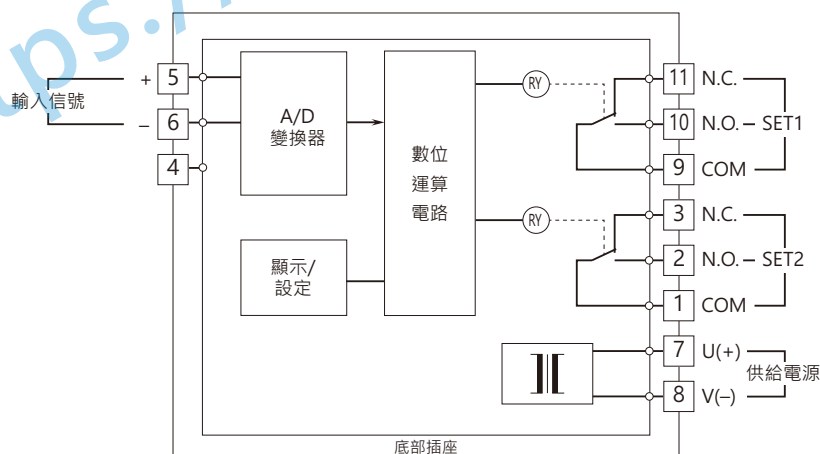 ups.
輸入信號
+ 5
– 6
4
A/D
變換器
顯示/
設定
數位
運算
電路
RY
RY
11 N.C.
10 N.O. SET1
9 COM
3 N.C.
2 N.O. SET2
1 COM
7 U(+)
供給電源
8 V(–)
底部插座